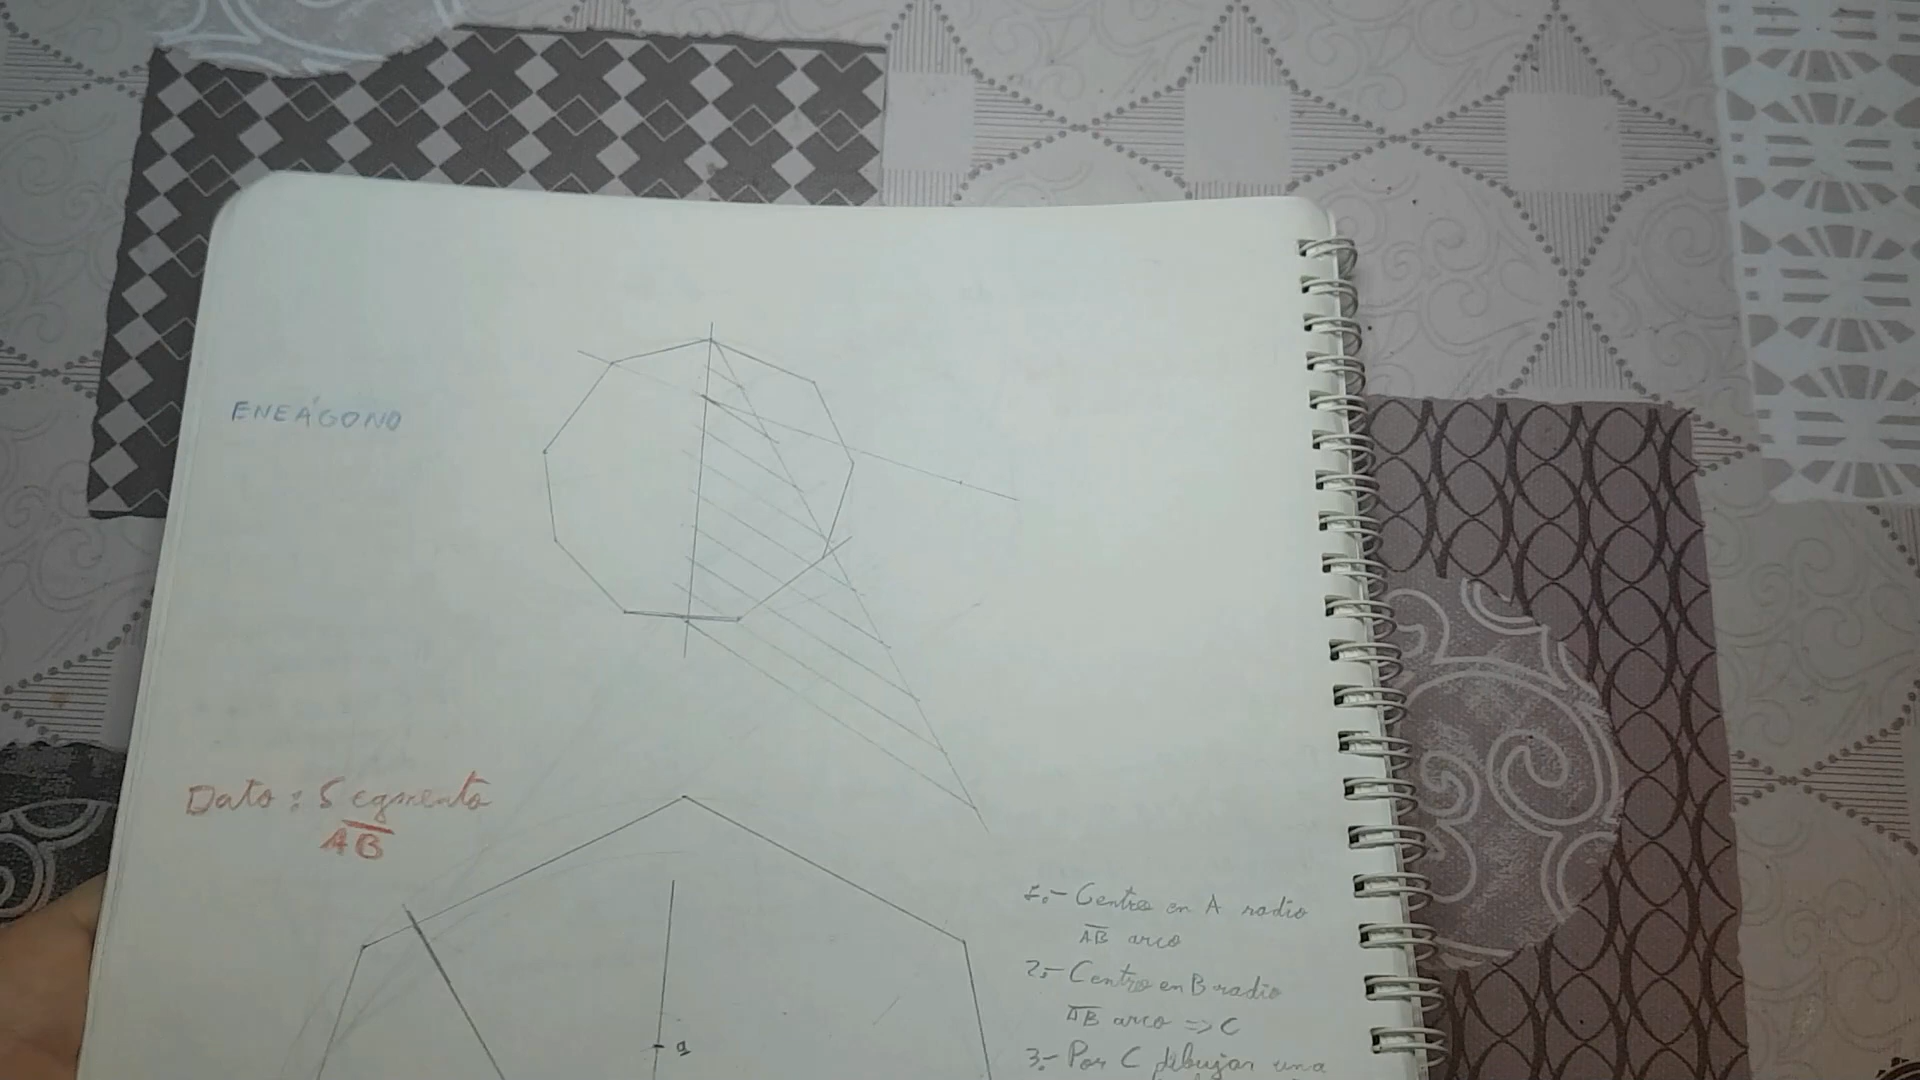 ENEÁGONO
Dato: Segmento
AB
1.- Centro en A radio
AB arco
2.- Centro en B radio
AB arco => C
a
3.- Por C dibujar una